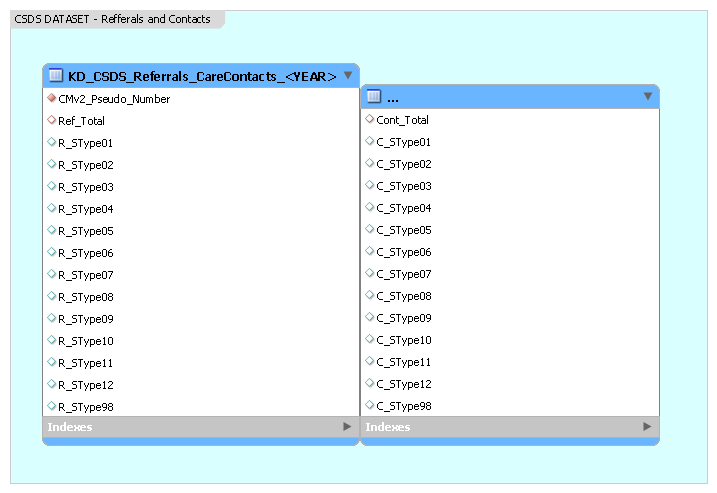 CSDS DATASET - Refferals and Contacts
KD_CSDS_Referrals_CareContacts_<YEAR>
CMv2_Pseudo_Number
Ref_Total
R_SType01
R_SType02
R_SType03
R_SType04
R_SType05
R_SType06
R_SType07
R_SType08
R_SType09
R_SType10
R_SType11
R_SType12
R_SType98
Indexes
...
Cont_Total
C_SType01
C_SType02
C_SType03
C_SType04
C_SType05
C_SType06
C_SType07
C_SType08
C_SType09
C_SType10
C_SType11
C_SType12
C_SType98
Indexes